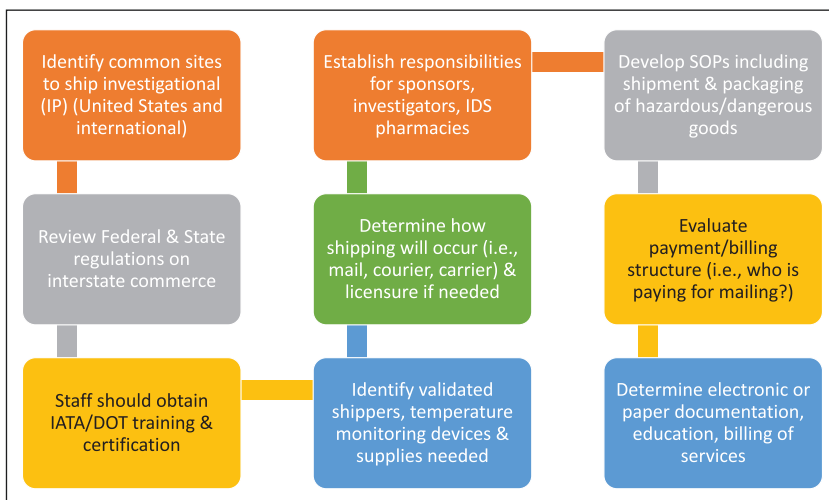 Identify common sites
to ship investigational
(IP) (United States and
international)
Review Federal & State
regulations on
interstate commerce
Staff should obtain
IATA/DOT training &
certification
Identify validated
shippers, temperature
monitoring devices &
supplies needed
Determine how
shipping will occur (i.e.,
mail, courier, carrier) &
licensure if needed
Establish responsibilities
for sponsors,
investigators, IDS
pharmacies
Develop SOPs including
shipment & packaging
of hazardous/dangerous
goods
Evaluate
payment/billing
structure (i.e., who is
paying for mailing?)
Determine electronic or
paper documentation,
education, billing of
services